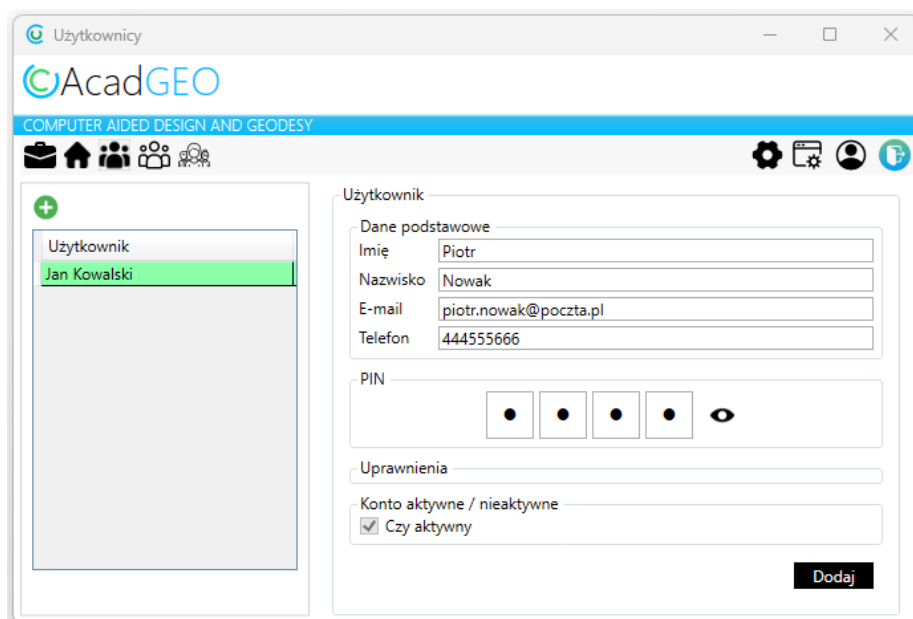 Użytkownicy
AcadGEO
COMPUTER AIDED DESIGN AND GEODESY
Użytkownik
Jan Kowalski
Użytkownik
Dane podstawowe
Imię Piotr
Nazwisko Nowak
E-mail piotr.nowak@poczta.pl
Telefon 444555666
PIN
Uprawnienia
Konto aktywne / nieaktywne
Czy aktywny
Dodaj